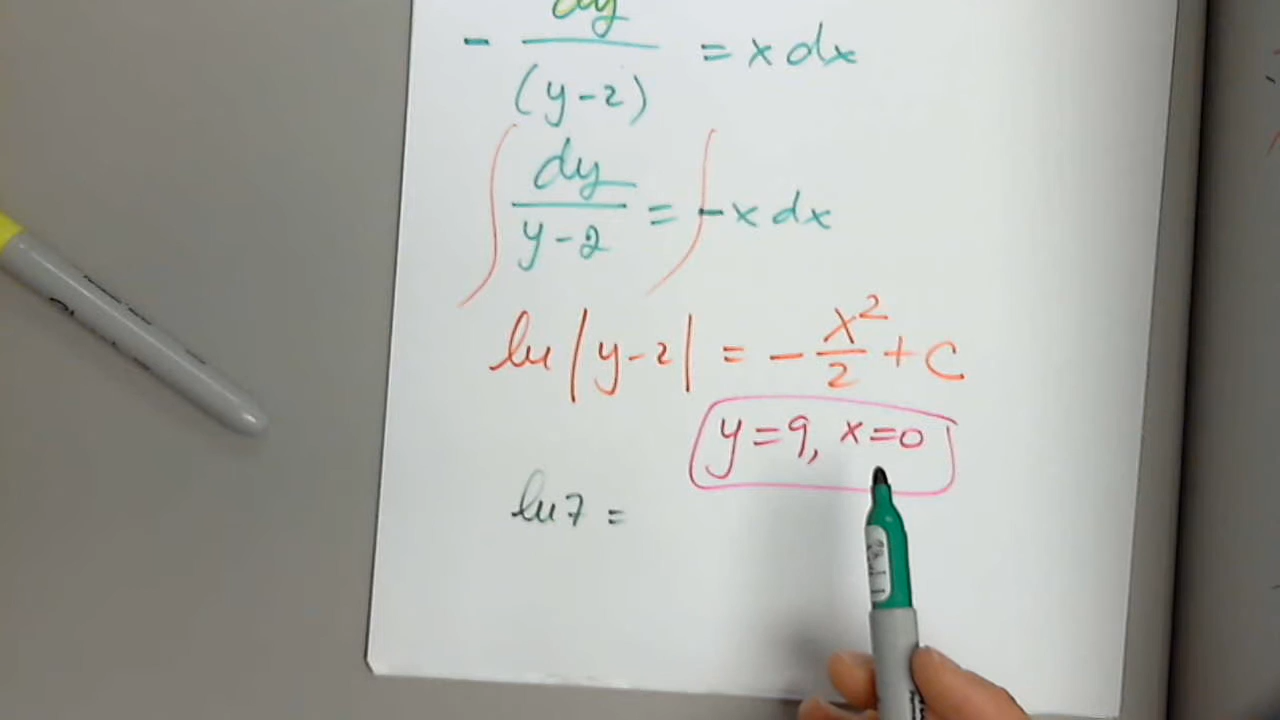 - dy/(y-2) = x dx
∫ dy/y-2 = ∫ -x dx
ln|y-2| = - x²/2 + C
y=9, x=0
ln7 =